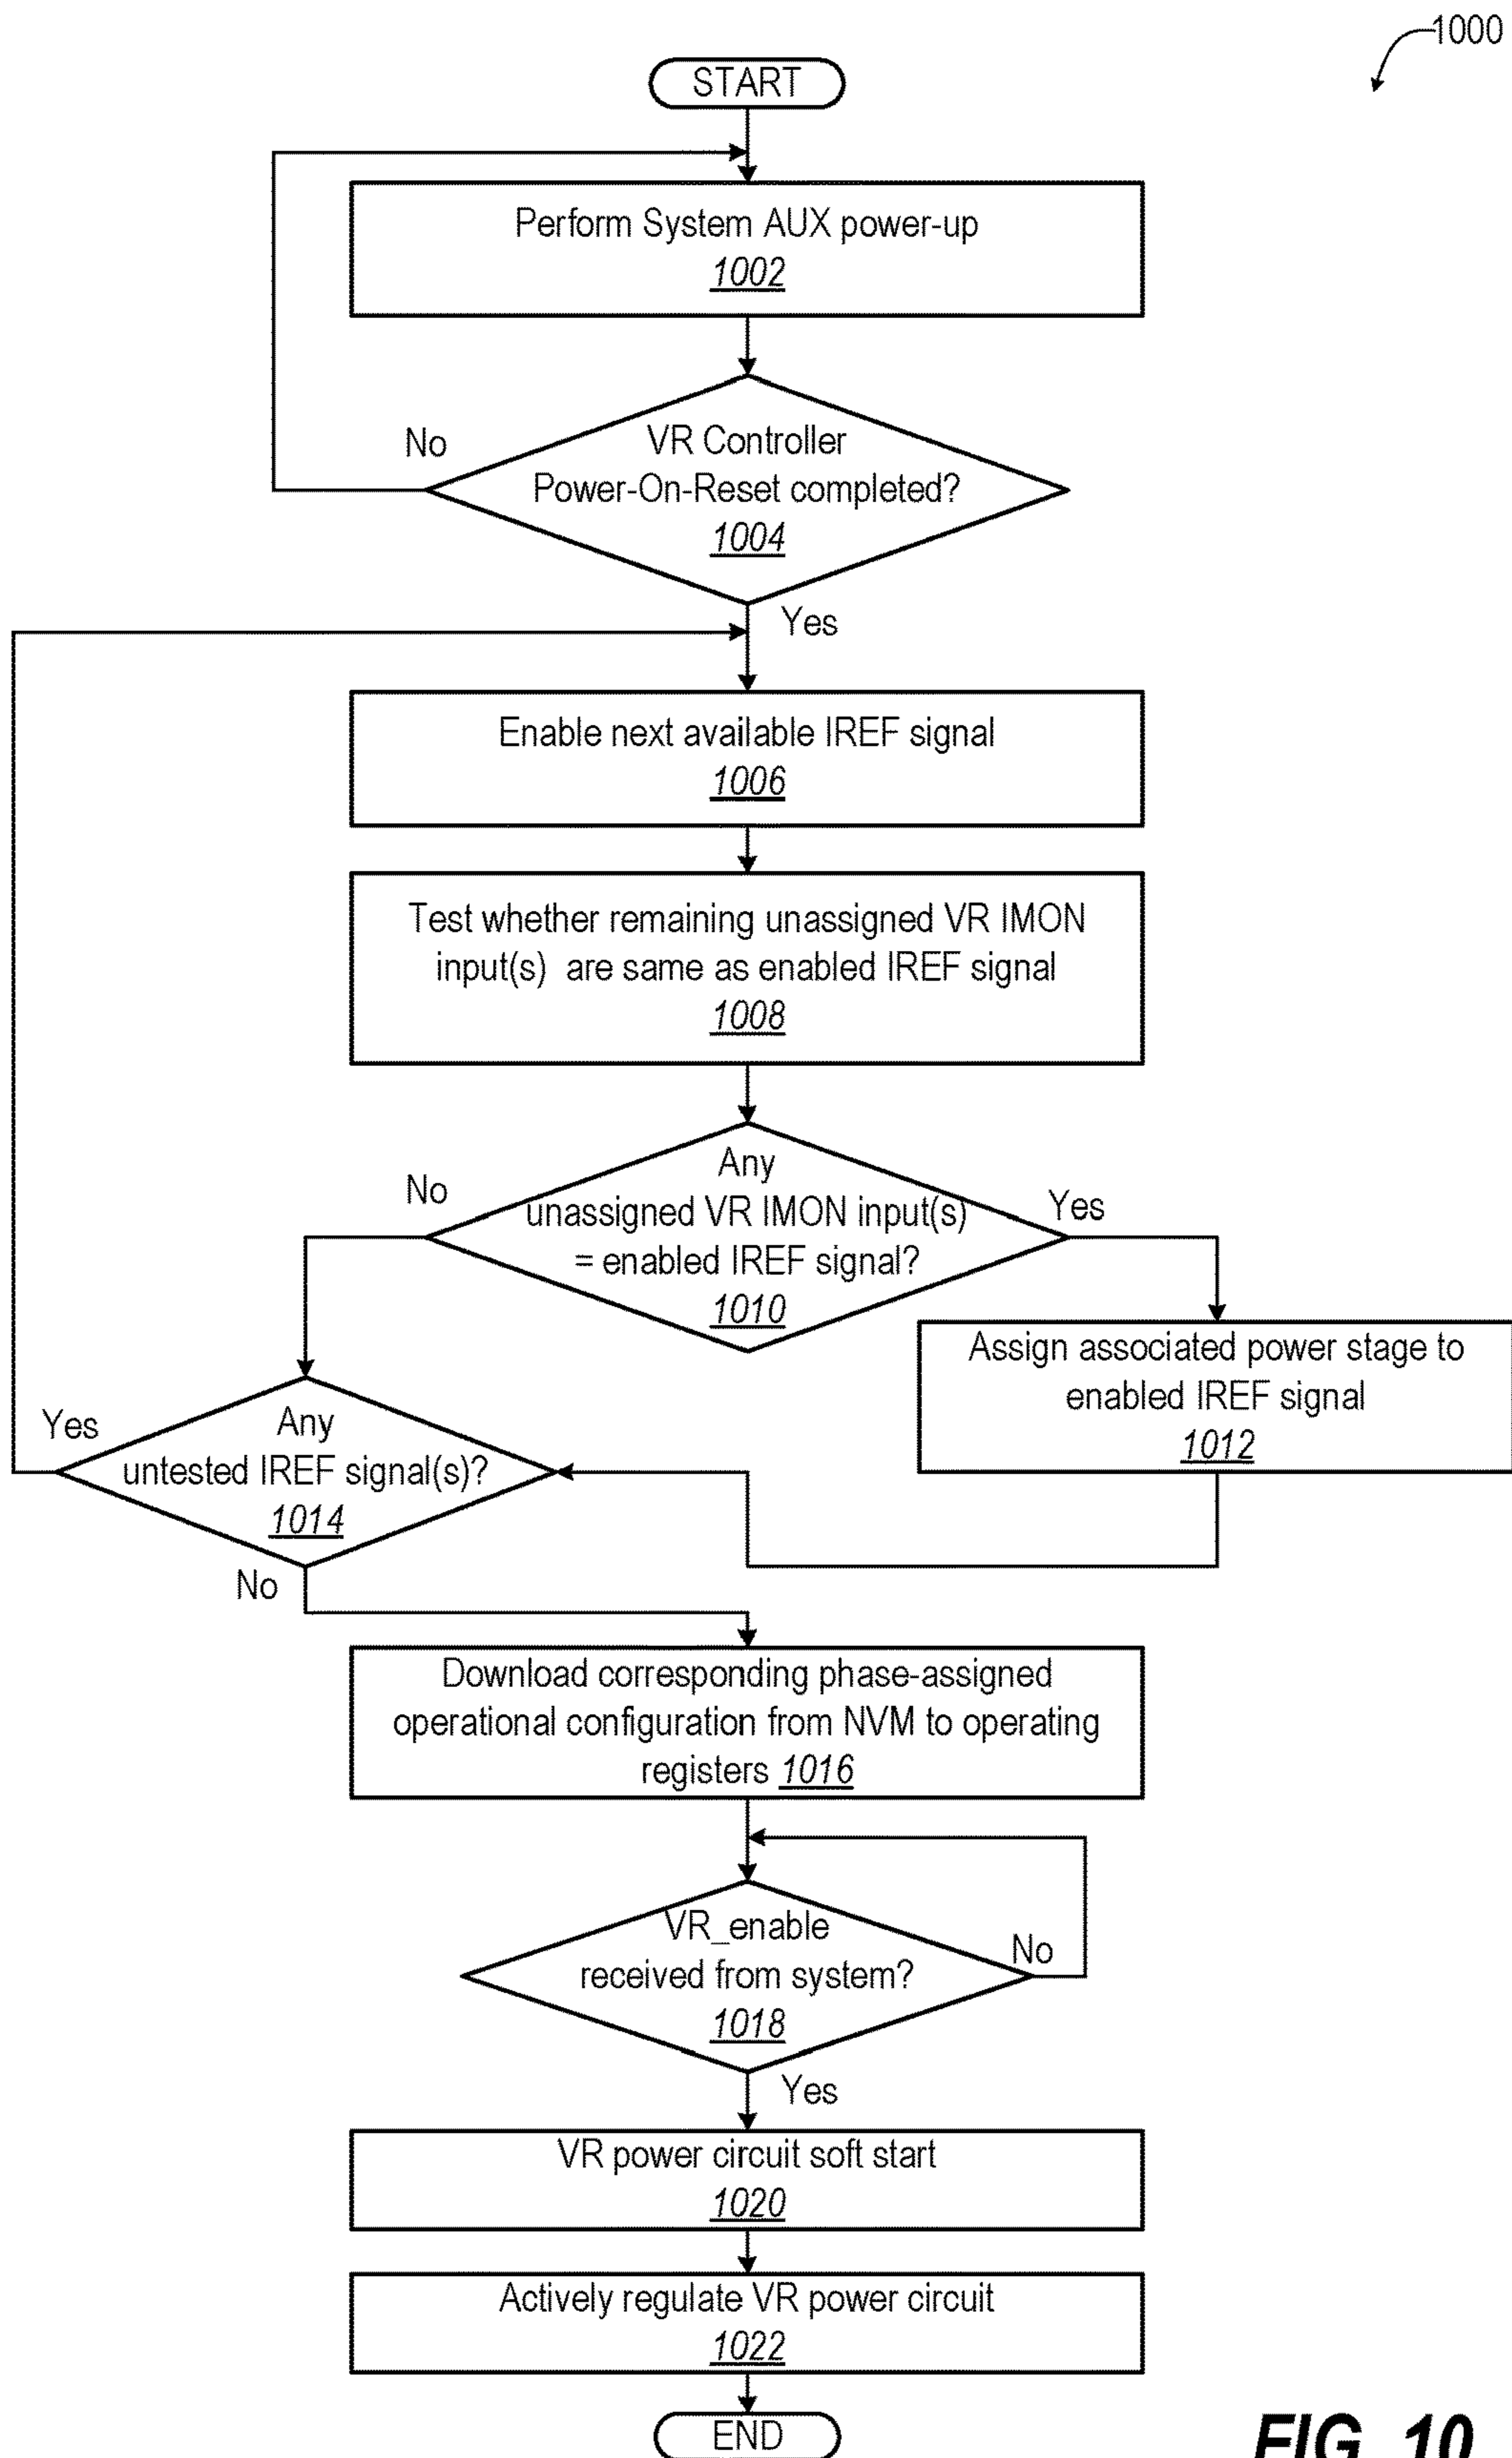 1000
START
Perform System AUX power-up
1002
No
VR Controller
Power-On-Reset completed?
1004
Yes
Enable next available IREF signal
1006
Test whether remaining unassigned VR IMON
input(s) are same as enabled IREF signal
1008
No
Any
unassigned VR IMON input(s)
= enabled IREF signal?
1010
Yes
Assign associated power stage to
enabled IREF signal
1012
Yes
Any
untested IREF signal(s)?
1014
No
Download corresponding phase-assigned
operational configuration from NVM to operating
registers 1016
VR_enable
received from system?
1018
No
Yes
VR power circuit soft start
1020
Actively regulate VR power circuit
1022
END
FIG. 10